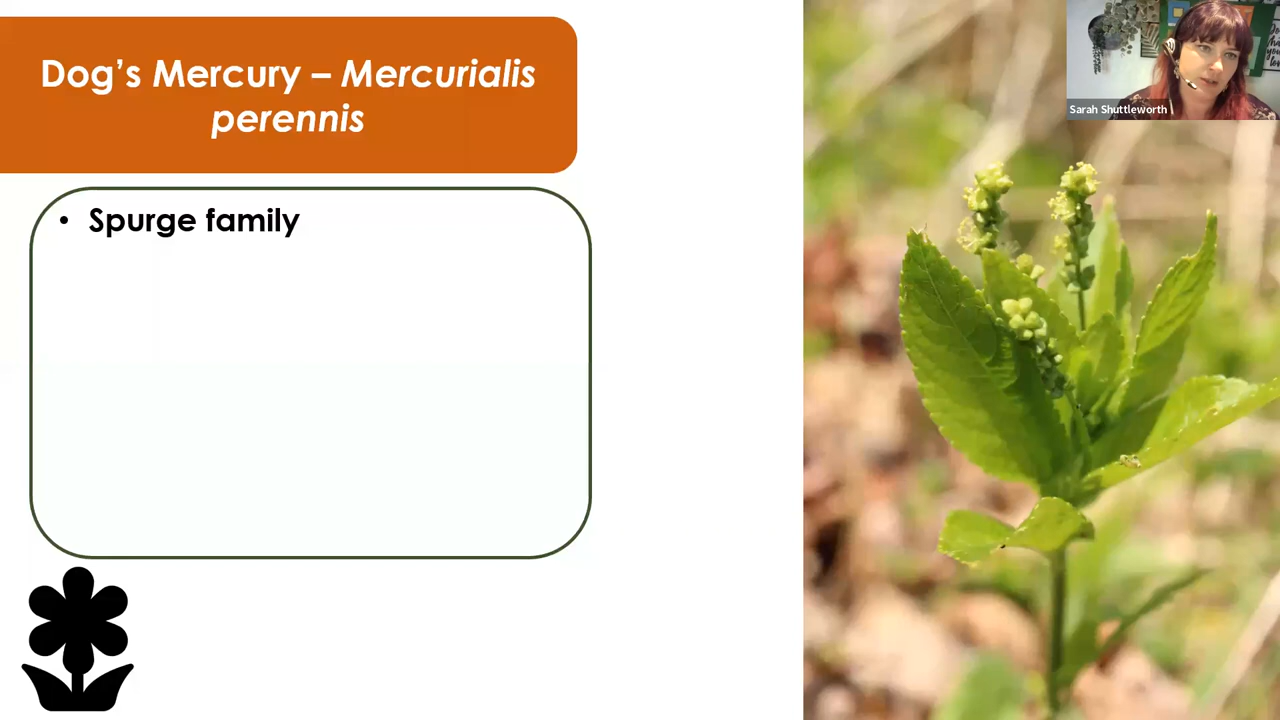 Dog’s Mercury – Mercurialis
perennis
• Spurge family
Sarah Shuttleworth